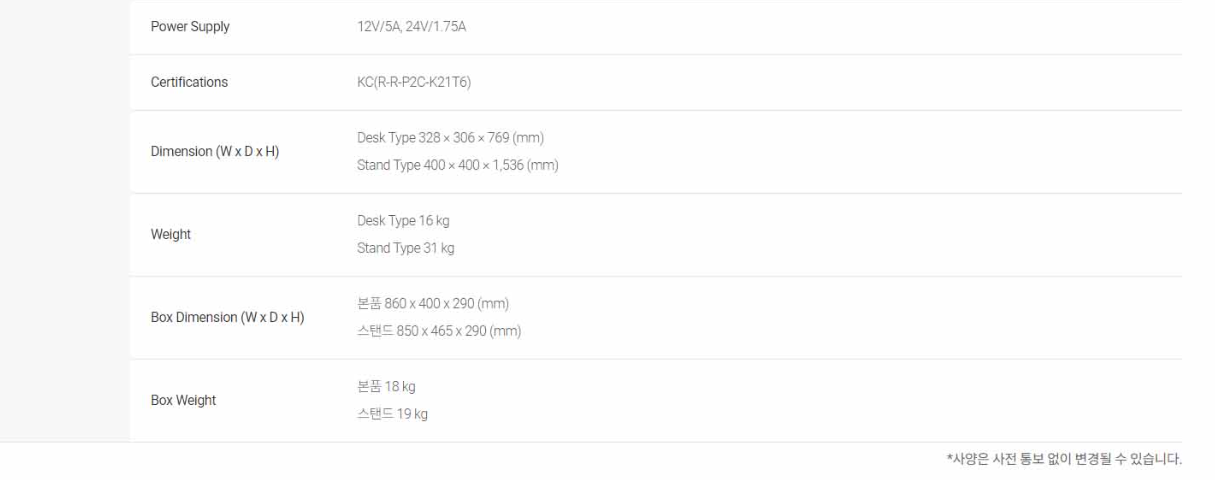 Power Supply 12V/5A, 24V/1.75A
Certifications KC(R-R-P2C-K21T6)
Dimension (W x D x H)
Desk Type 328 × 306 × 769 (mm)
Stand Type 400 × 400 × 1,536 (mm)
Weight
Desk Type 16 kg
Stand Type 31 kg
Box Dimension (W x D x H)
본품 860 x 400 x 290 (mm)
스탠드 850 x 465 x 290 (mm)
Box Weight
본품 18 kg
스탠드 19 kg
*사양은 사전 통보 없이 변경될 수 있습니다.